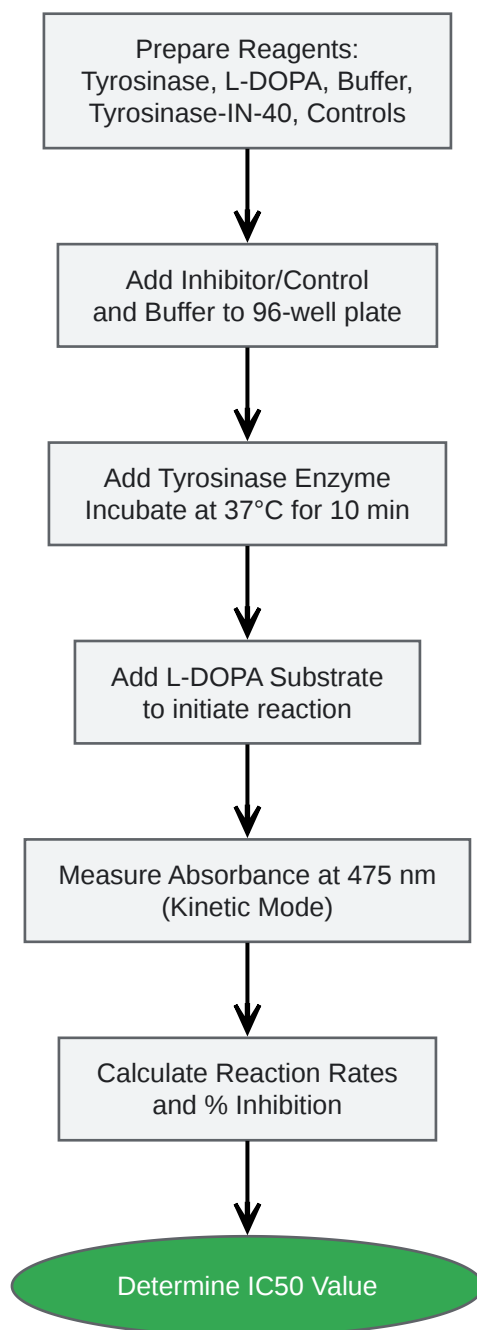 Prepare Reagents:
Tyrosinase, L-DOPA, Buffer,
Tyrosinase-IN-40, Controls
Add Inhibitor/Control
and Buffer to 96-well plate
Add Tyrosinase Enzyme
Incubate at 37°C for 10 min
Add L-DOPA Substrate
to initiate reaction
Measure Absorbance at 475 nm
(Kinetic Mode)
Calculate Reaction Rates
and % Inhibition
Determine IC50 Value